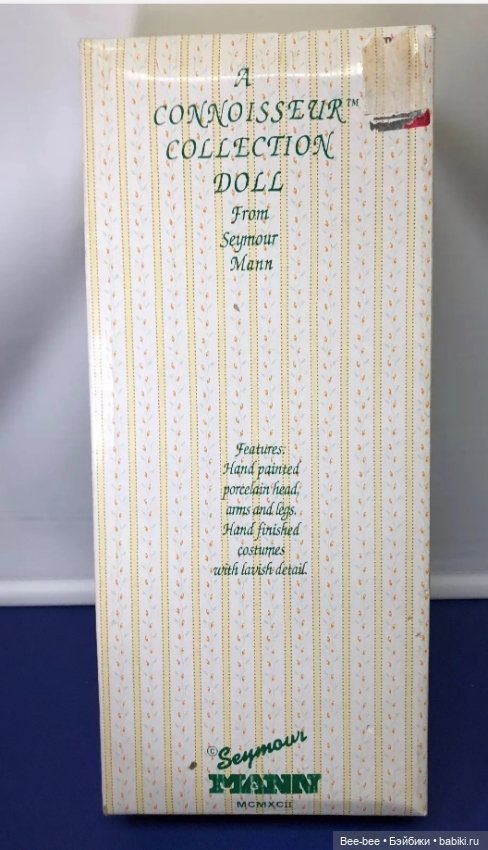 A
CONNOISSEUR™
COLLECTION
DOLL
From
Seymour
Mann
Features:
Hand painted
porcelain head,
arms and legs.
Hand finished
costumes
with lavish detail.
© Seymour
MANN
MCMXCII
Bee-bee • Бэйбики • babiki.ru